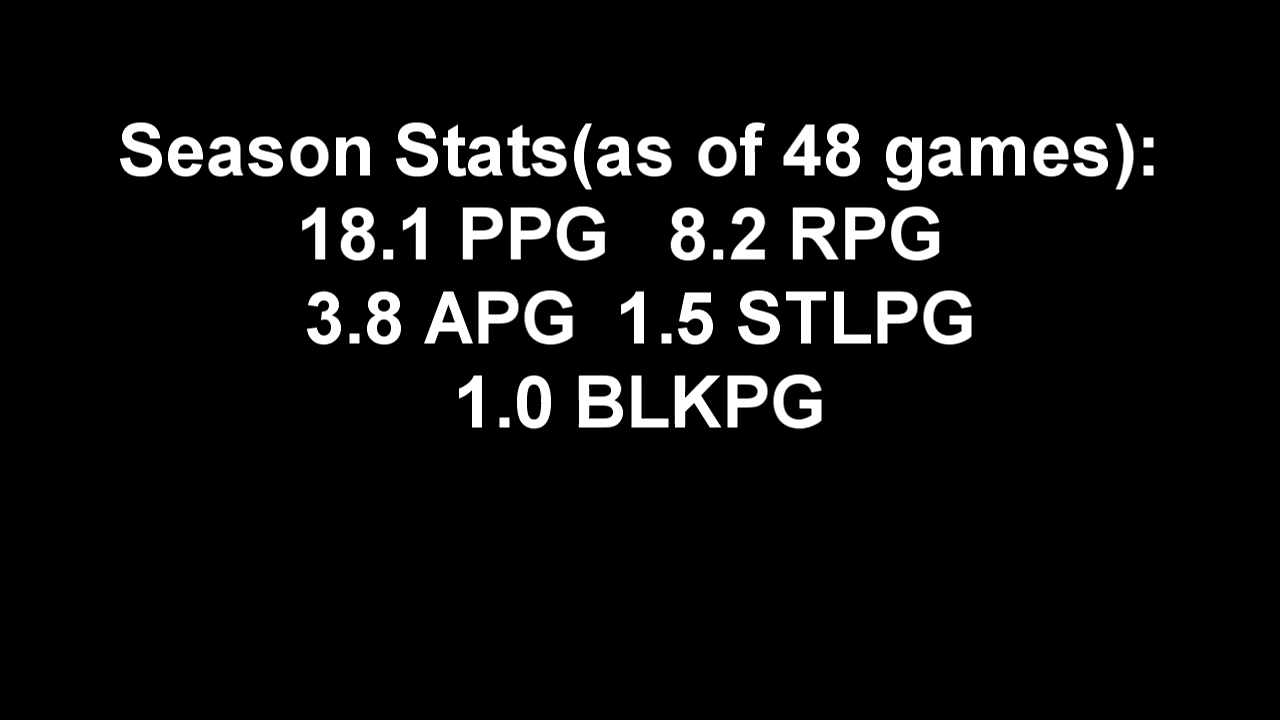 Season Stats(as of 48 games):
18.1 PPG   8.2 RPG
3.8 APG  1.5 STLPG
1.0 BLKPG